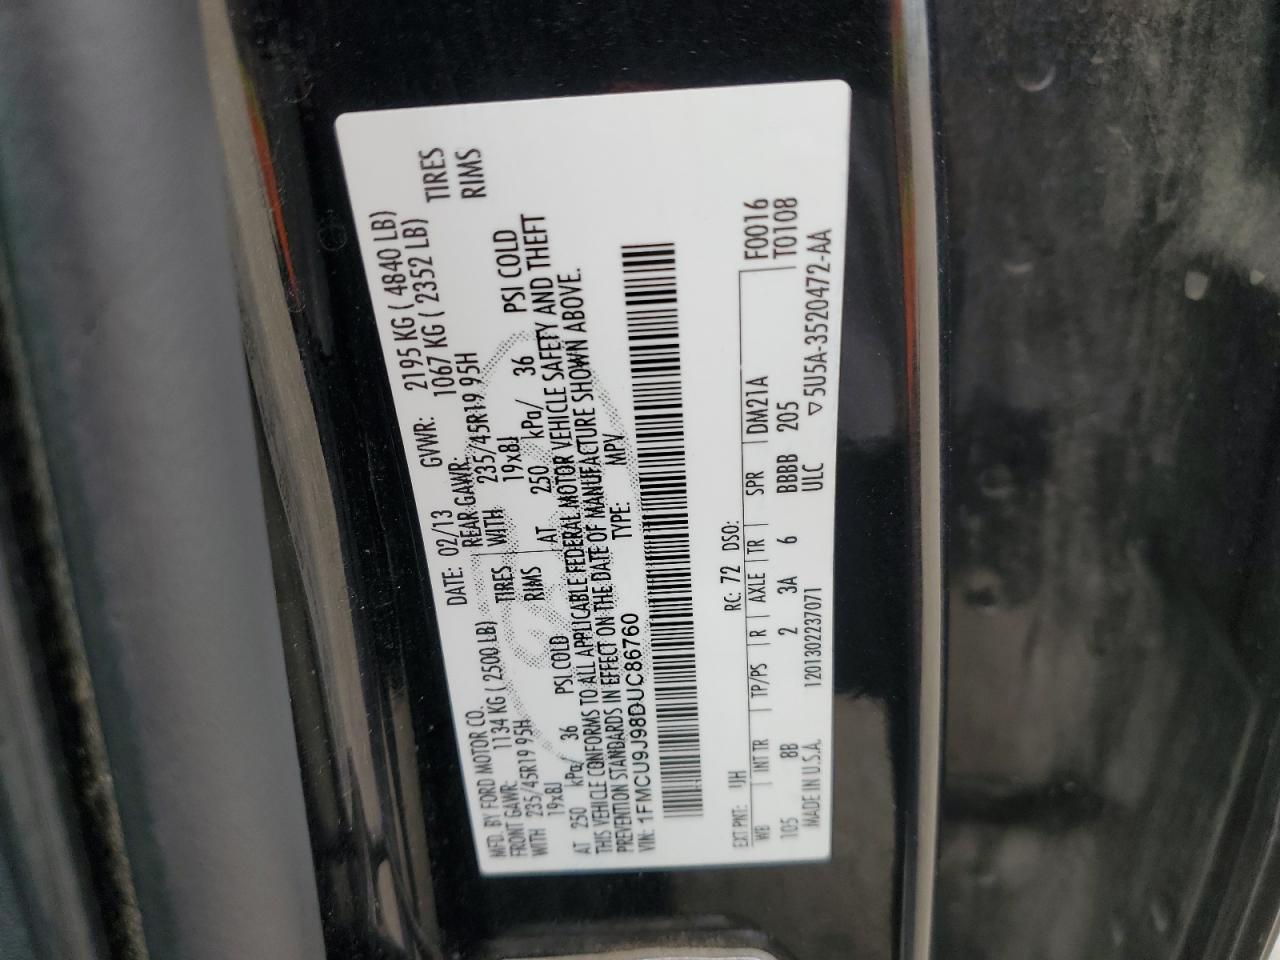 MFD. BY FORD MOTOR CO.
DATE: 02/13 GVWR: 2195 KG ( 4840 LB)
FRONT GAWR: 1134 KG ( 2500 LB) REAR GAWR: 1067 KG ( 2352 LB)
WITH 235/45R19 95H TIRES WITH 235/45R19 95H TIRES
19x8J RIMS 19x8J RIMS
AT 250 kPa/ 36 PSI COLD AT 250 kPa/ 36 PSI COLD
THIS VEHICLE CONFORMS TO ALL APPLICABLE FEDERAL MOTOR VEHICLE SAFETY AND THEFT
PREVENTION STANDARDS IN EFFECT ON THE DATE OF MANUFACTURE SHOWN ABOVE.
VIN: 1FMCU9J98DUC86760 TYPE: MPV
EXT PNT: UH RC: 72 DSO: F0016
WB INT TR TP/PS R AXLE TR SPR DM21A T0108
105 8B 2 3A 6 BBBB 205
ULC
MADE IN U.S.A. 1201302237071 ▽5U5A-3520472-AA